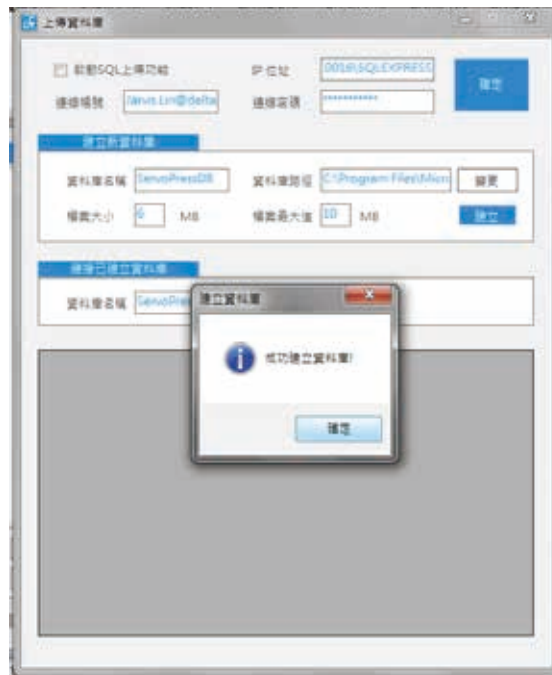 上傳資料庫
啟動SQL上傳功能 IP 位址 001\SQLEXPRESS
確定
連線帳號 Jarvis.Lin@delta 連線密碼 ***********
建立新資料庫
資料庫名稱 ServoPressDB 資料庫路徑 C:\Program Files\Micro 變更
檔案大小 6 MB 檔案最大值 10 MB 建立
連接已建立資料庫
資料庫名稱 ServoPre
建立資料庫
成功建立資料庫!
確定